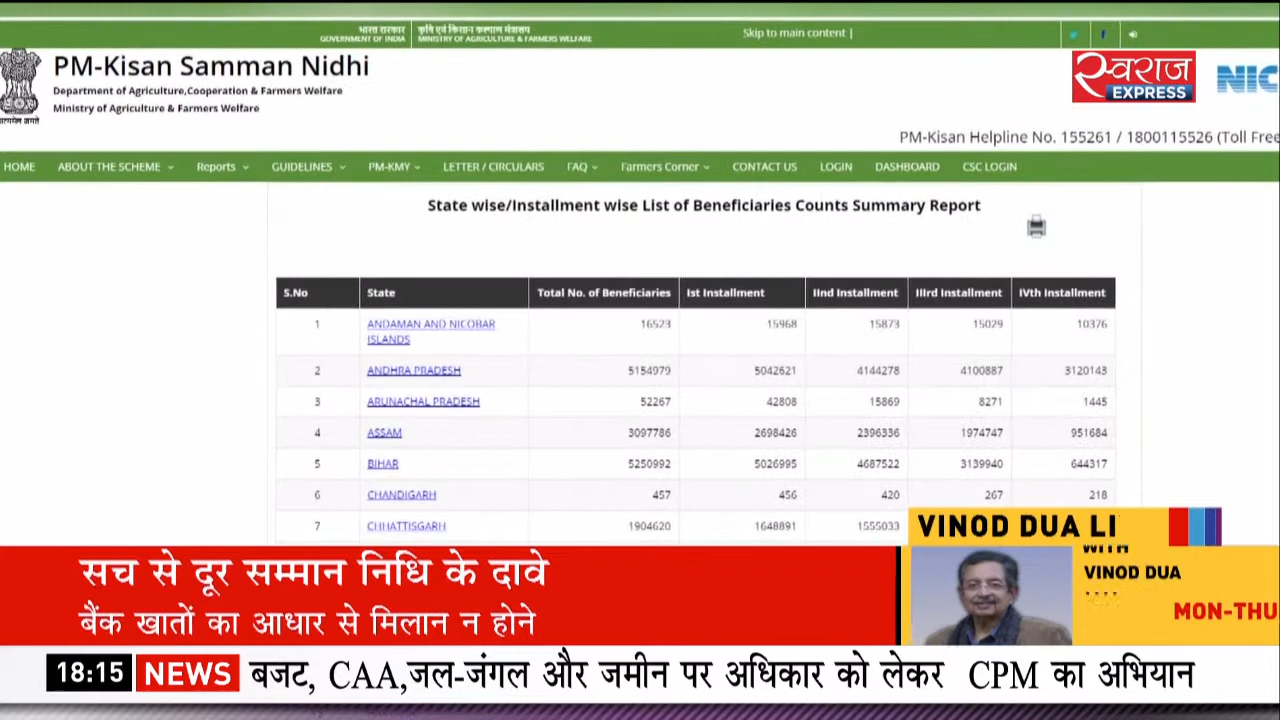 भारत सरकार
GOVERNMENT OF INDIA
कृषि एवं किसान कल्याण मंत्रालय
MINISTRY OF AGRICULTURE & FARMERS WELFARE
Skip to main content |
PM-Kisan Samman Nidhi
Department of Agriculture,Cooperation & Farmers Welfare
Ministry of Agriculture & Farmers Welfare
सत्यमेव जयते
स्वराज
EXPRESS
NIC
PM-Kisan Helpline No. 155261 / 1800115526 (Toll Free
HOME ABOUT THE SCHEME Reports GUIDELINES PM-KMY LETTER / CIRCULARS FAQ Farmers Corner CONTACT US LOGIN DASHBOARD CSC LOGIN
State wise/Installment wise List of Beneficiaries Counts Summary Report
S.No State Total No. of Beneficiaries Ist Installment IInd Installment IIIrd Installment IVth Installment
1 ANDAMAN AND NICOBAR 16523 15968 15873 15029 10376
ISLANDS
2 ANDHRA PRADESH 5154979 5042621 4144278 4100887 3120143
3 ARUNACHAL PRADESH 52267 42808 15869 8271 1445
4 ASSAM 3097786 2698426 2396336 1974747 951684
5 BIHAR 5250992 5026995 4687522 3139940 644317
6 CHANDIGARH 457 456 420 267 218
7 CHHATTISGARH 1904620 1648891 1555033
VINOD DUA LI
WITH
VINOD DUA
MON-THU
सच से दूर सम्मान निधि के दावे
बैंक खातों का आधार से मिलान न होने
18:15 NEWS बजट, CAA,जल-जंगल और जमीन पर अधिकार को लेकर CPM का अभियान